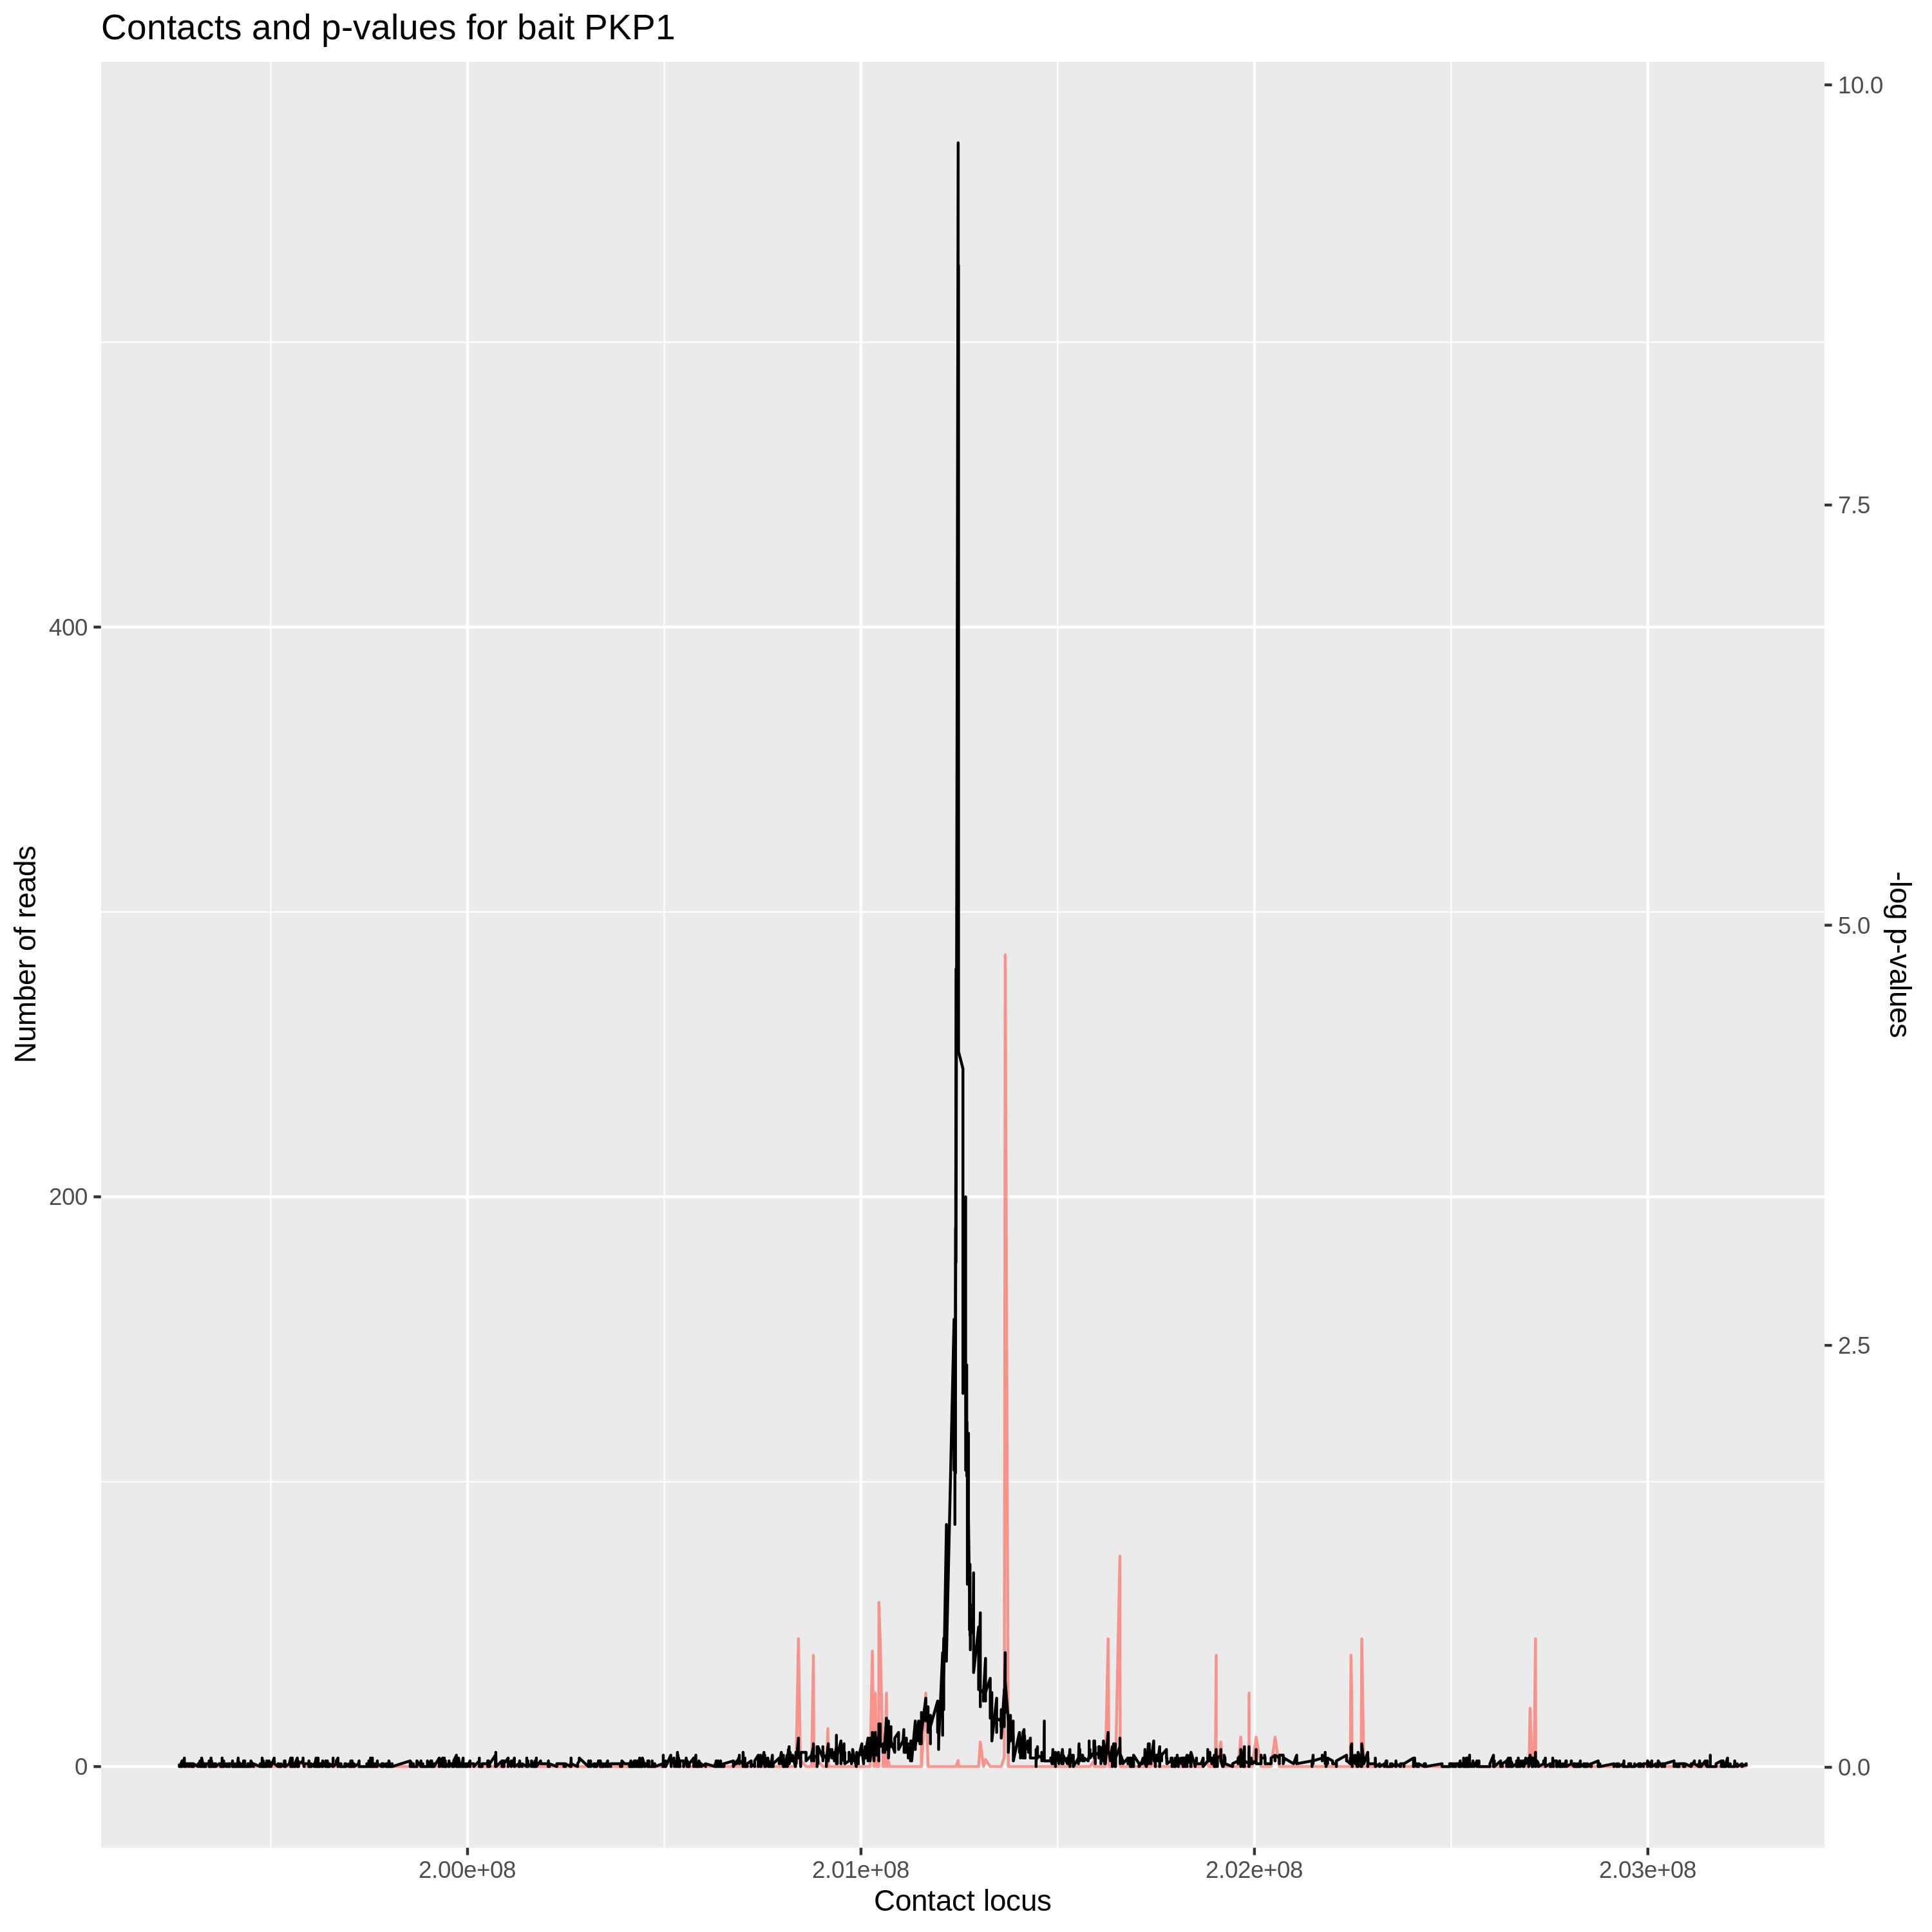 Contacts and p-values for bait PKP1
10.0
7.5
400
5.0
Number of reads
-log p-values
200
2.5
0
0.0
2.00e+08
2.01e+08
2.02e+08
2.03e+08
Contact locus